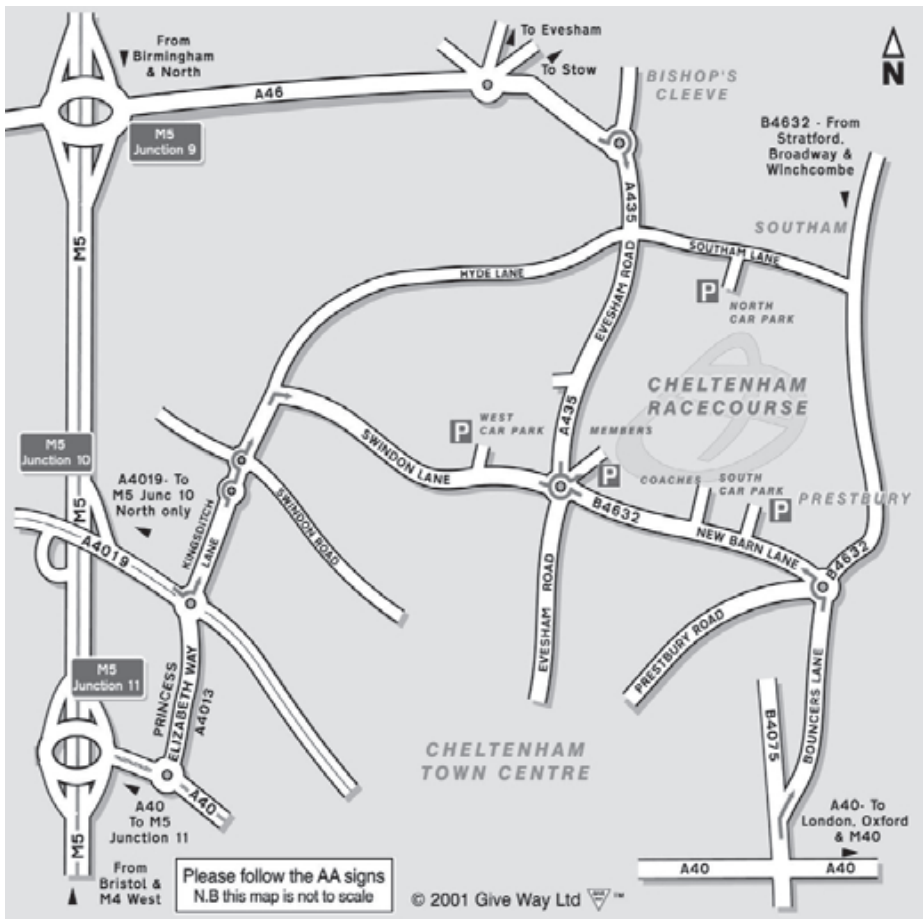 From
Birmingham
& North
To Evesham
To Stow
N
A46
BISHOP'S
CLEEVE
M5
Junction 9
B4632 - From
Stratford,
Broadway &
Winchcombe
A435
SOUTHAM
M5
SOUTHAM LANE
HYDE LANE
EVESHAM ROAD
P
NORTH
CAR PARK
CHELTENHAM
RACECOURSE
A435
P
WEST
CAR PARK
MEMBERS
SWINDON LANE
M5
Junction 10
A4019- To
M5 Junc 10
North only
P
COACHES
SOUTH
CAR PARK
P
PRESTBURY
M5
SWINDON ROAD
B4632
KINGSDITCH
LANE
NEW BARN LANE
B4632
A4019
EVESHAM ROAD
PRESTBURY ROAD
M5
Junction 11
PRINCESS
ELIZABETH WAY
A4013
BOUNCERS LANE
B4075
CHELTENHAM
TOWN CENTRE
A40
A40
To M5
Junction 11
A40- To
London, Oxford
& M40
M5
From
Bristol &
M4 West
Please follow the AA signs
N.B this map is not to scale
© 2001 Give Way Ltd ™
A40
A40